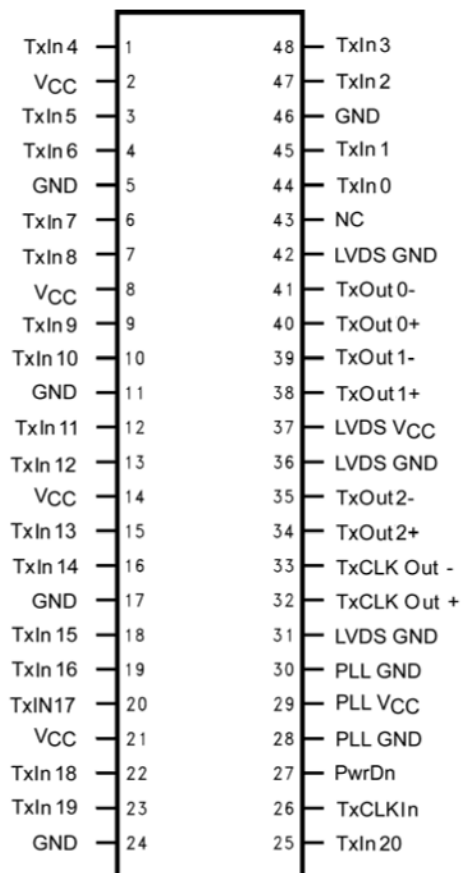 TxIn 4 1 48 TxIn 3
VCC 2 47 TxIn 2
TxIn 5 3 46 GND
TxIn 6 4 45 TxIn 1
GND 5 44 TxIn 0
TxIn 7 6 43 NC
TxIn 8 7 42 LVDS GND
VCC 8 41 TxOut 0-
TxIn 9 9 40 TxOut 0+
TxIn 10 10 39 TxOut 1-
GND 11 38 TxOut 1+
TxIn 11 12 37 LVDS VCC
TxIn 12 13 36 LVDS GND
VCC 14 35 TxOut 2-
TxIn 13 15 34 TxOut 2+
TxIn 14 16 33 TxCLK Out -
GND 17 32 TxCLK Out +
TxIn 15 18 31 LVDS GND
TxIn 16 19 30 PLL GND
TxIN17 20 29 PLL VCC
VCC 21 28 PLL GND
TxIn 18 22 27 PwrDn
TxIn 19 23 26 TxCLKIn
GND 24 25 TxIn 20